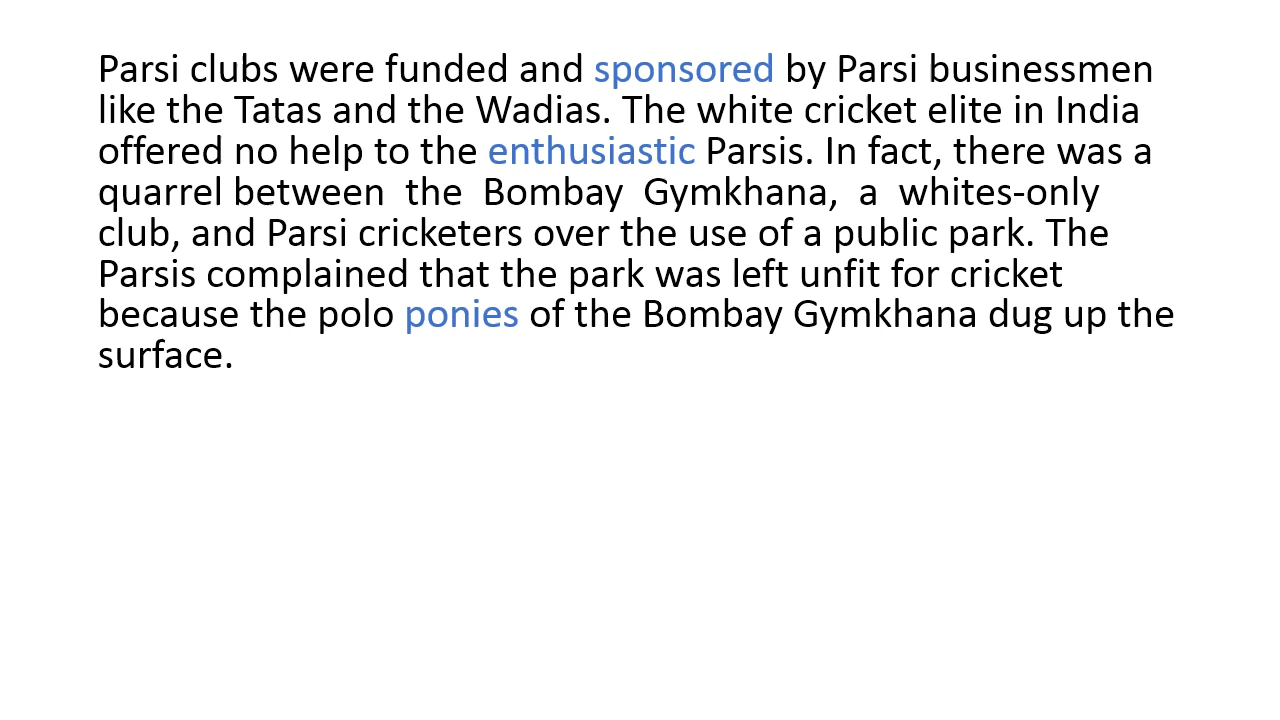 Parsi clubs were funded and sponsored by Parsi businessmen
like the Tatas and the Wadias. The white cricket elite in India
offered no help to the enthusiastic Parsis. In fact, there was a
quarrel between the Bombay Gymkhana, a whites-only
club, and Parsi cricketers over the use of a public park. The
Parsis complained that the park was left unfit for cricket
because the polo ponies of the Bombay Gymkhana dug up the
surface.